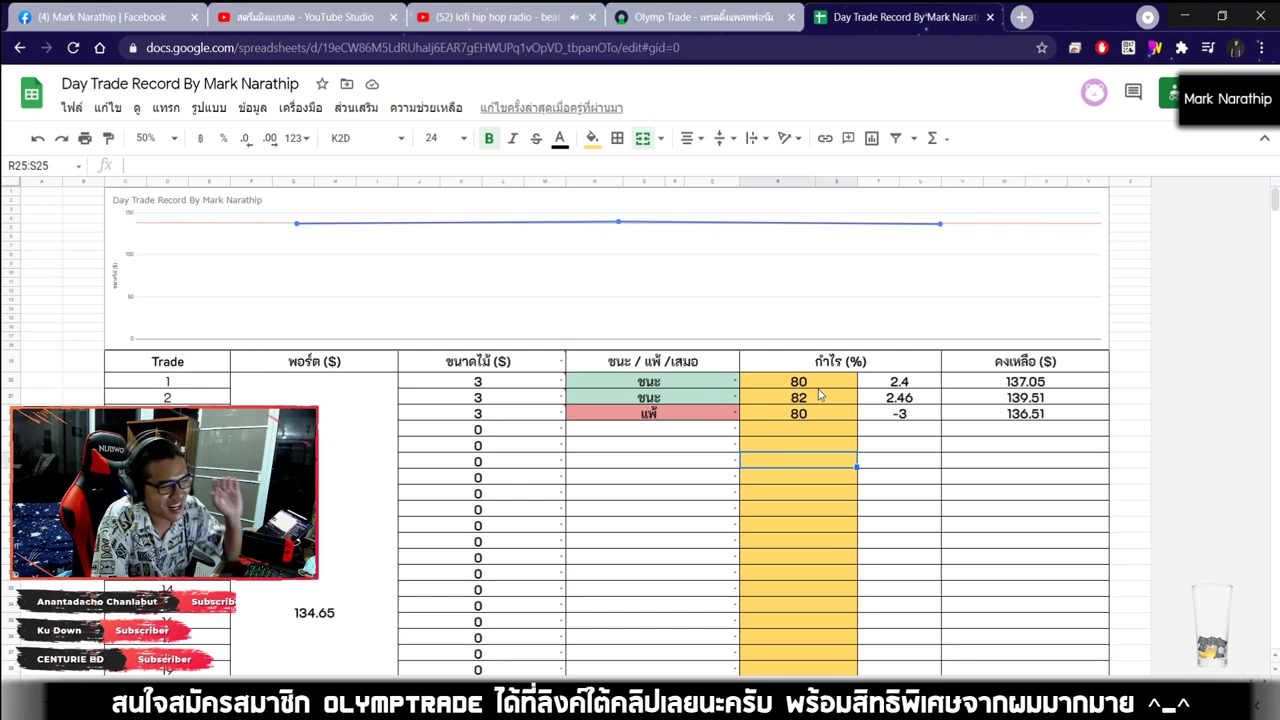 (4) Mark Narathip | Facebook
สตรีมมิงแบบสด - YouTube Studio
(52) lofi hip hop radio - bea
Olymp Trade - เทรดดิ้งแพลทฟอร์ม
Day Trade Record By Mark Narath
docs.google.com/spreadsheets/d/19eCW86M5LdRUhalj6EAR7gEHWUPq1vOpVD_tbpanOTo/edit#gid=0
Day Trade Record By Mark Narathip
Mark Narathip
ไฟล์ แก้ไข ดู แทรก รูปแบบ ข้อมูล เครื่องมือ ส่วนเสริม ความช่วยเหลือ แก้ไขครั้งล่าสุดเมื่อครู่ที่ผ่านมา
50% ฿ % .0 .00 123 K2D 24 B I S A
R25:S25 fx
Day Trade Record By Mark Narathip
150
100
50
0
Trade พอร์ต ($) ขนาดไม้ ($) ชนะ / แพ้ /เสมอ กำไร (%) คงเหลือ ($)
1 3 ชนะ 80 2.4 137.05
2 3 ชนะ 82 2.46 139.51
3 แพ้ 80 -3 136.51
0
0
0
0
0
0
0
0
0
0
14 0
0
134.65
0
0
0
19 0
NUBWO
Anantadacho Chanlabut Subscrib
Ku Down Subscriber
CENTURIE BD Subscriber
สนใจสมัครสมาชิก OLYMPTRADE ได้ที่ลิงค์ใต้คลิปเลยนะครับ พร้อมสิทธิพิเศษจากผมมากมาย ^_^